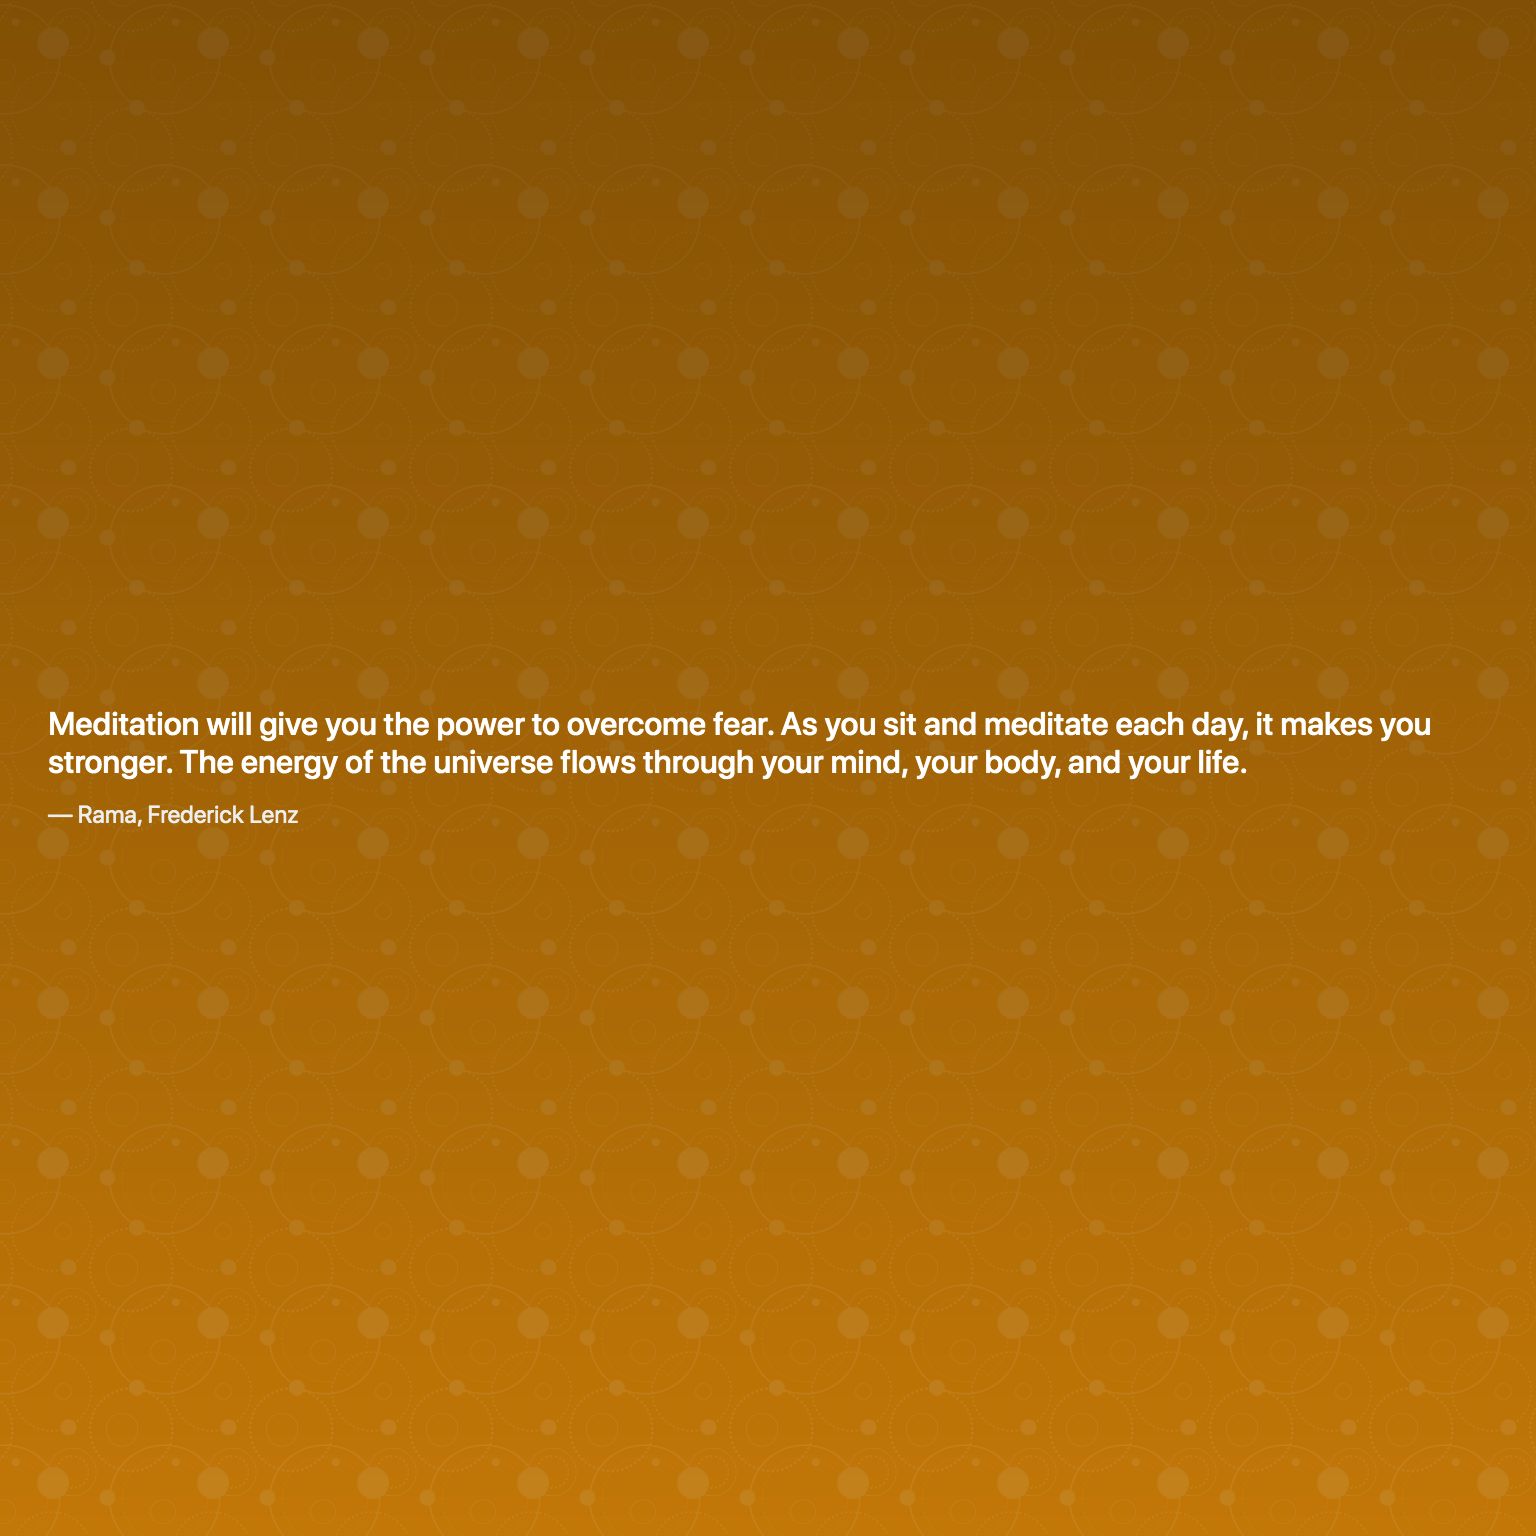 Meditation will give you the power to overcome fear. As you sit and meditate each day, it makes you
stronger. The energy of the universe flows through your mind, your body, and your life.
— Rama, Frederick Lenz